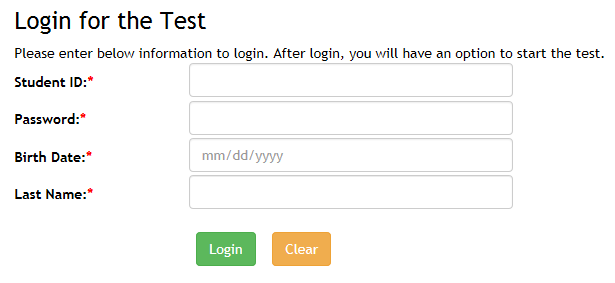 Login for the Test
Please enter below information to login. After login, you will have an option to start the test.
Student ID:*
Password:*
Birth Date:* mm/dd/yyyy
Last Name:*
Login Clear